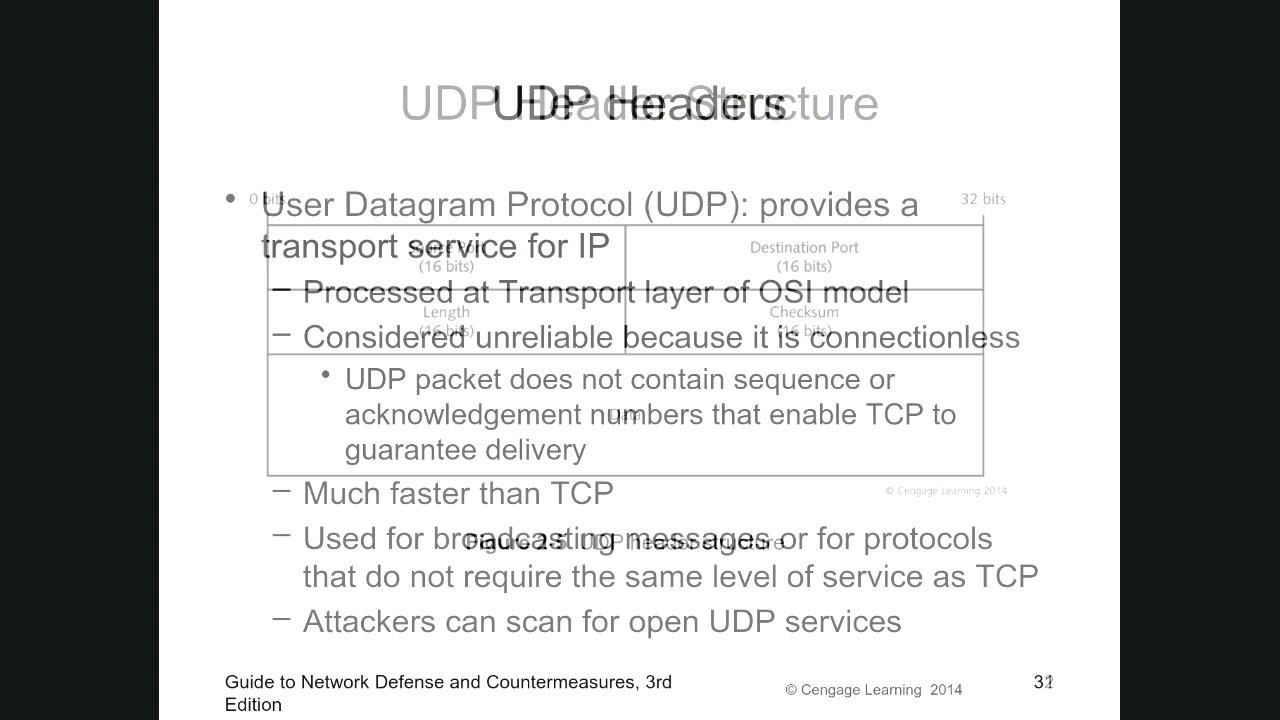 UDP Headers
UDP Header Structure
• User Datagram Protocol (UDP): provides a
transport service for IP
– Processed at Transport layer of OSI model
– Considered unreliable because it is connectionless
• UDP packet does not contain sequence or
acknowledgement numbers that enable TCP to
guarantee delivery
– Much faster than TCP
– Used for broadcasting messages or for protocols
that do not require the same level of service as TCP
– Attackers can scan for open UDP services
0 bits
32 bits
Source Port
(16 bits)
Destination Port
(16 bits)
Length
(16 bits)
Checksum
(16 bits)
Data
© Cengage Learning 2014
UDP header structure
Guide to Network Defense and Countermeasures, 3rd
Edition
© Cengage Learning 2014